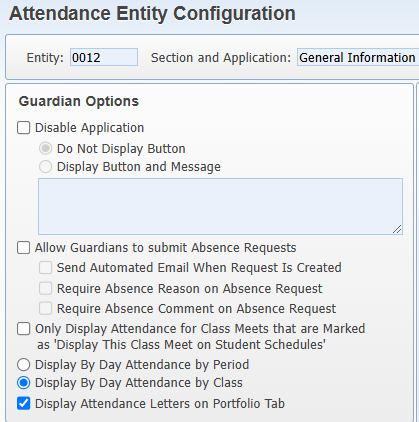 Attendance Entity Configuration
Entity: 0012 Section and Application: General Information
Guardian Options
Disable Application
Do Not Display Button
Display Button and Message
Allow Guardians to submit Absence Requests
Send Automated Email When Request Is Created
Require Absence Reason on Absence Request
Require Absence Comment on Absence Request
Only Display Attendance for Class Meets that are Marked
as 'Display This Class Meet on Student Schedules'
Display By Day Attendance by Period
Display By Day Attendance by Class
Display Attendance Letters on Portfolio Tab